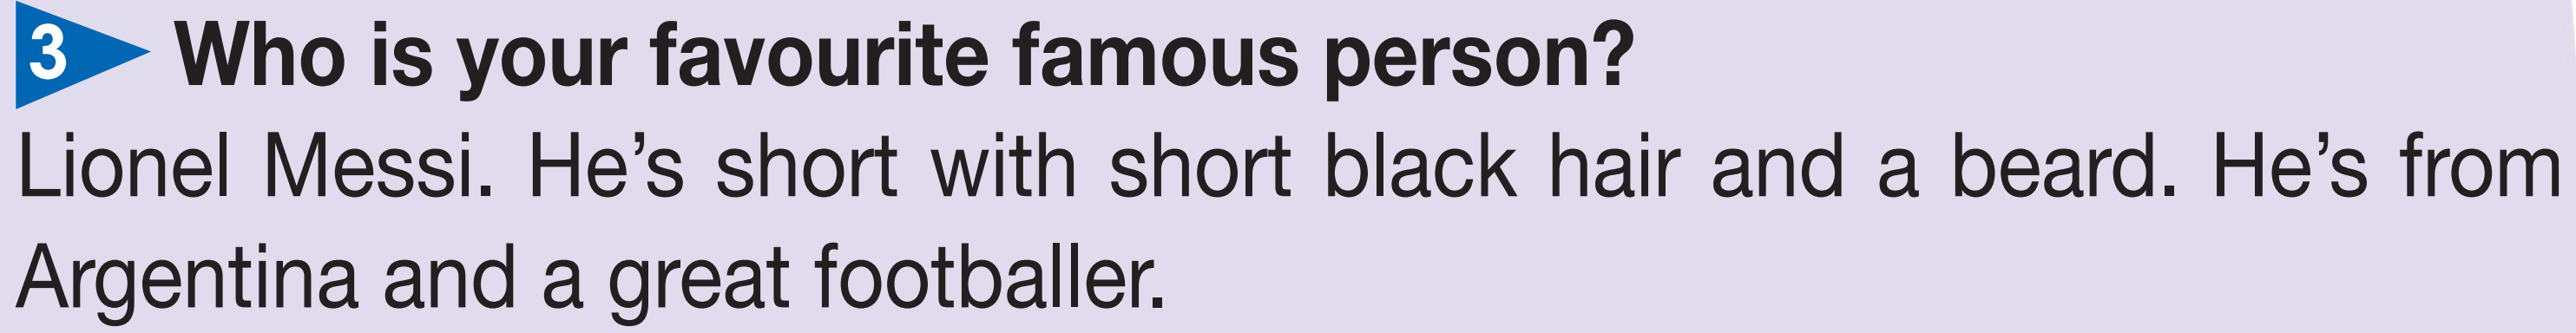 3 Who is your favourite famous person?
Lionel Messi. He’s short with short black hair and a beard. He’s from
Argentina and a great footballer.